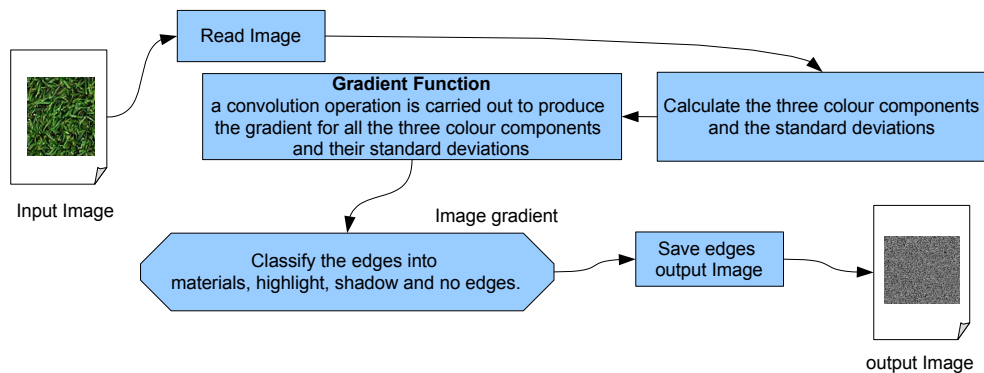 Read Image
Input Image
Calculate the three colour components
and the standard deviations
Gradient Function
a convolution operation is carried out to produce
the gradient for all the three colour components
and their standard deviations
Image gradient
Classify the edges into
materials, highlight, shadow and no edges.
Save edges
output Image
output Image